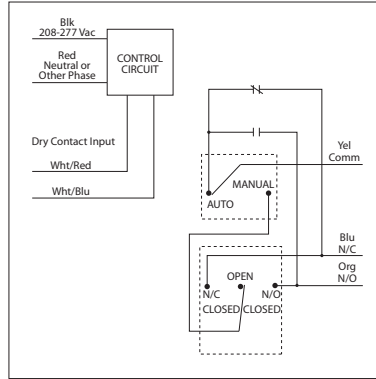 Blk
208-277 Vac
Red
Neutral or
Other Phase
CONTROL
CIRCUIT
Dry Contact Input
Wht/Red
Wht/Blu
Yel
Comm
MANUAL
AUTO
Blu
N/C
Org
N/O
OPEN
N/C
N/O
CLOSED
CLOSED